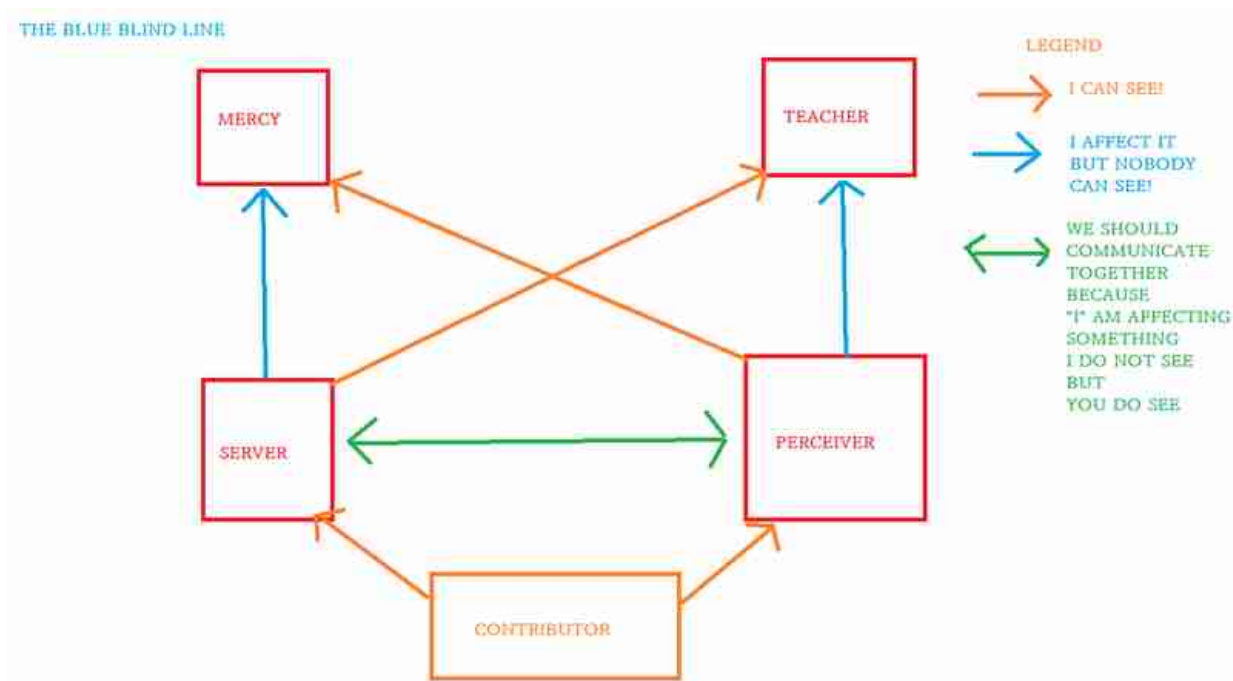 THE BLUE BLIND LINE
LEGEND
I CAN SEE!
I AFFECT IT
BUT NOBODY
CAN SEE!
WE SHOULD
COMMUNICATE
TOGETHER
BECAUSE
"I" AM AFFECTING
SOMETHING
I DO NOT SEE
BUT
YOU DO SEE
MERCY
TEACHER
SERVER
PERCEIVER
CONTRIBUTOR